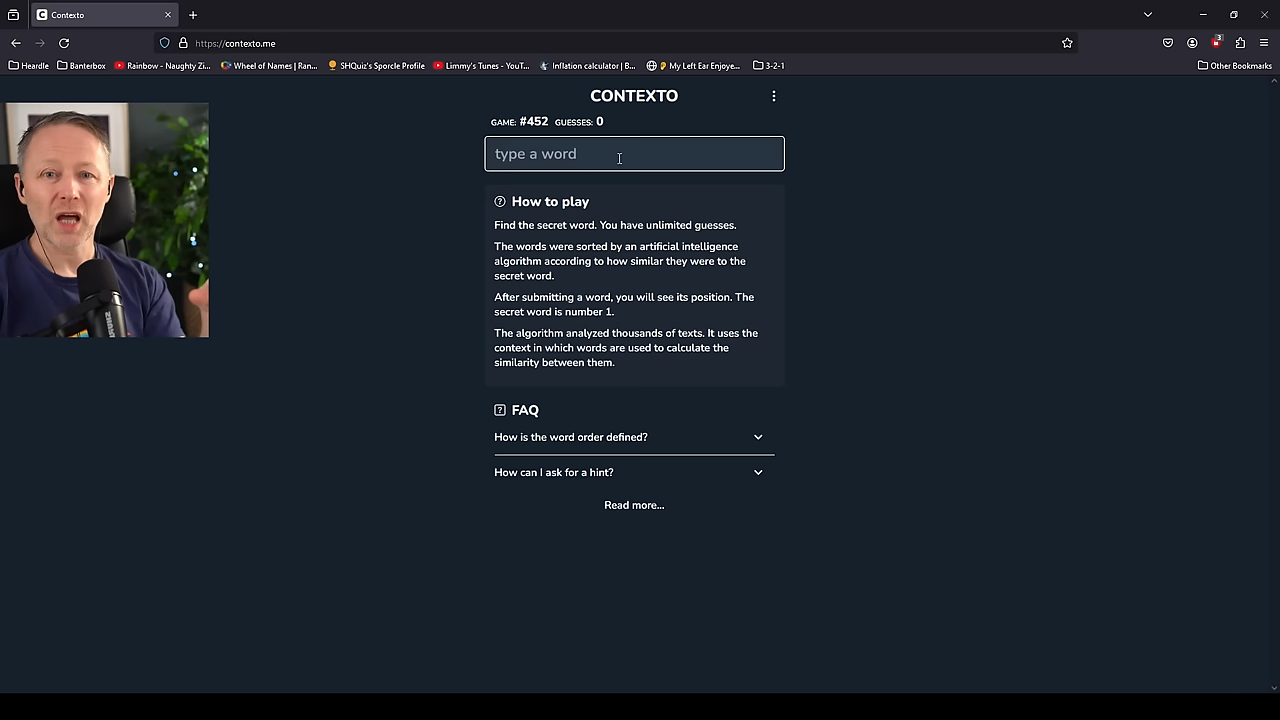 Contexto
https://contexto.me
Heardle
Banterbox
Rainbow - Naughty Zi...
Wheel of Names | Ran...
SHQuiz's Sporcle Profile
Limmy's Tunes - YouT...
Inflation calculator | B...
My Left Ear Enjoye...
3-2-1
Other Bookmarks
3
CONTEXTO
GAME: #452 GUESSES: 0
type a word
How to play
Find the secret word. You have unlimited guesses.
The words were sorted by an artificial intelligence
algorithm according to how similar they were to the
secret word.
After submitting a word, you will see its position. The
secret word is number 1.
The algorithm analyzed thousands of texts. It uses the
context in which words are used to calculate the
similarity between them.
FAQ
How is the word order defined?
How can I ask for a hint?
Read more...